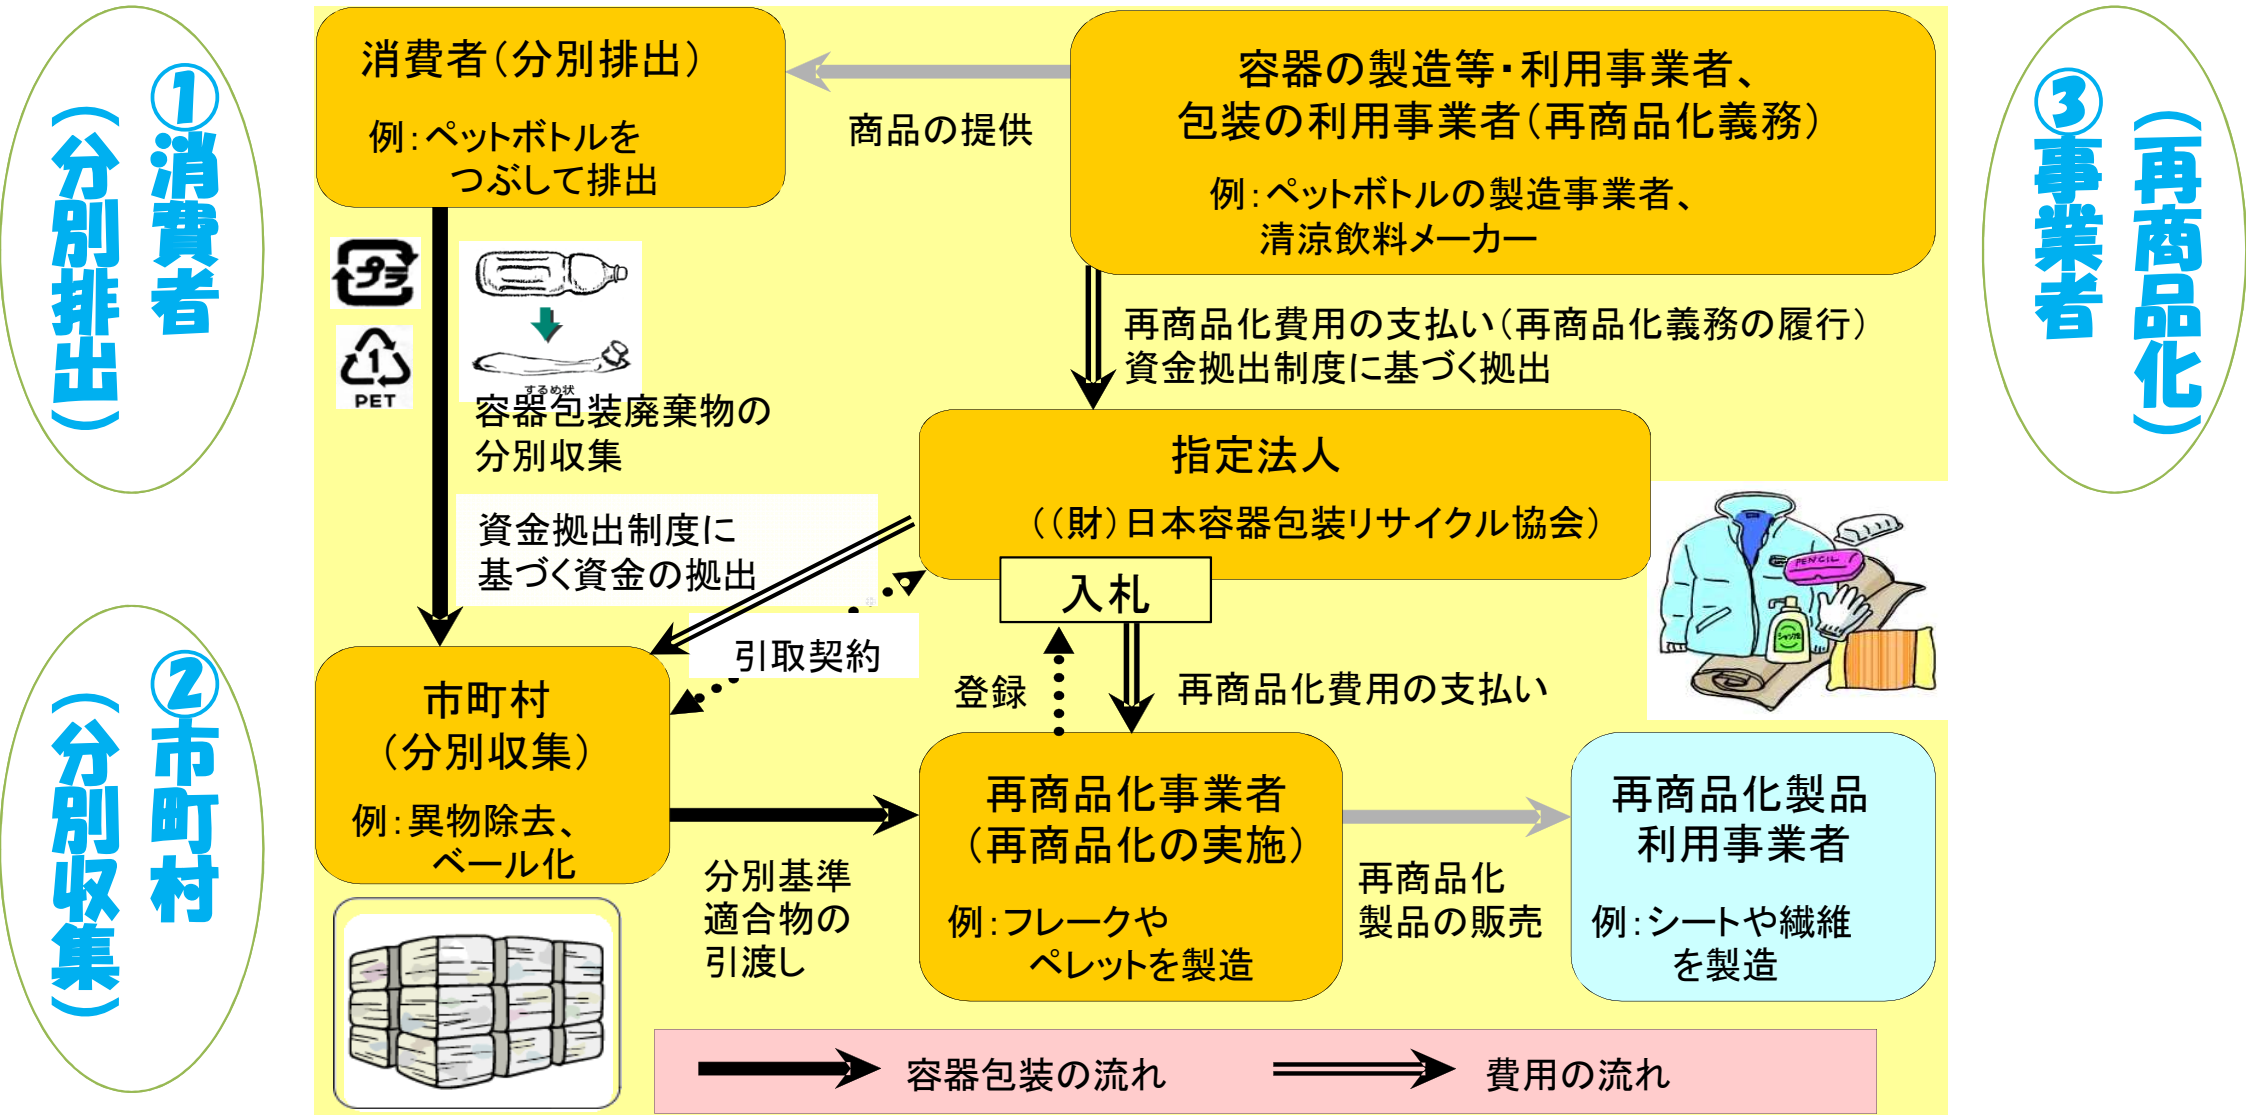 ①消費者
(分別排出)
②市町村
(分別収集)
③事業者
(再商品化)
消費者(分別排出)
例:ペットボトルを
つぶして排出
商品の提供
容器の製造等・利用事業者、
包装の利用事業者(再商品化義務)
例:ペットボトルの製造事業者、
清涼飲料メーカー
プラ
1
PET
するめ状
容器包装廃棄物の
分別収集
再商品化費用の支払い(再商品化義務の履行)
資金拠出制度に基づく拠出
指定法人
((財)日本容器包装リサイクル協会)
入札
資金拠出制度に
基づく資金の拠出
引取契約
登録
再商品化費用の支払い
PENCIL
シャンプー
市町村
(分別収集)
例:異物除去、
ベール化
分別基準
適合物の
引渡し
再商品化事業者
(再商品化の実施)
例:フレークや
ペレットを製造
再商品化
製品の販売
再商品化製品
利用事業者
例:シートや繊維
を製造
容器包装の流れ
費用の流れ